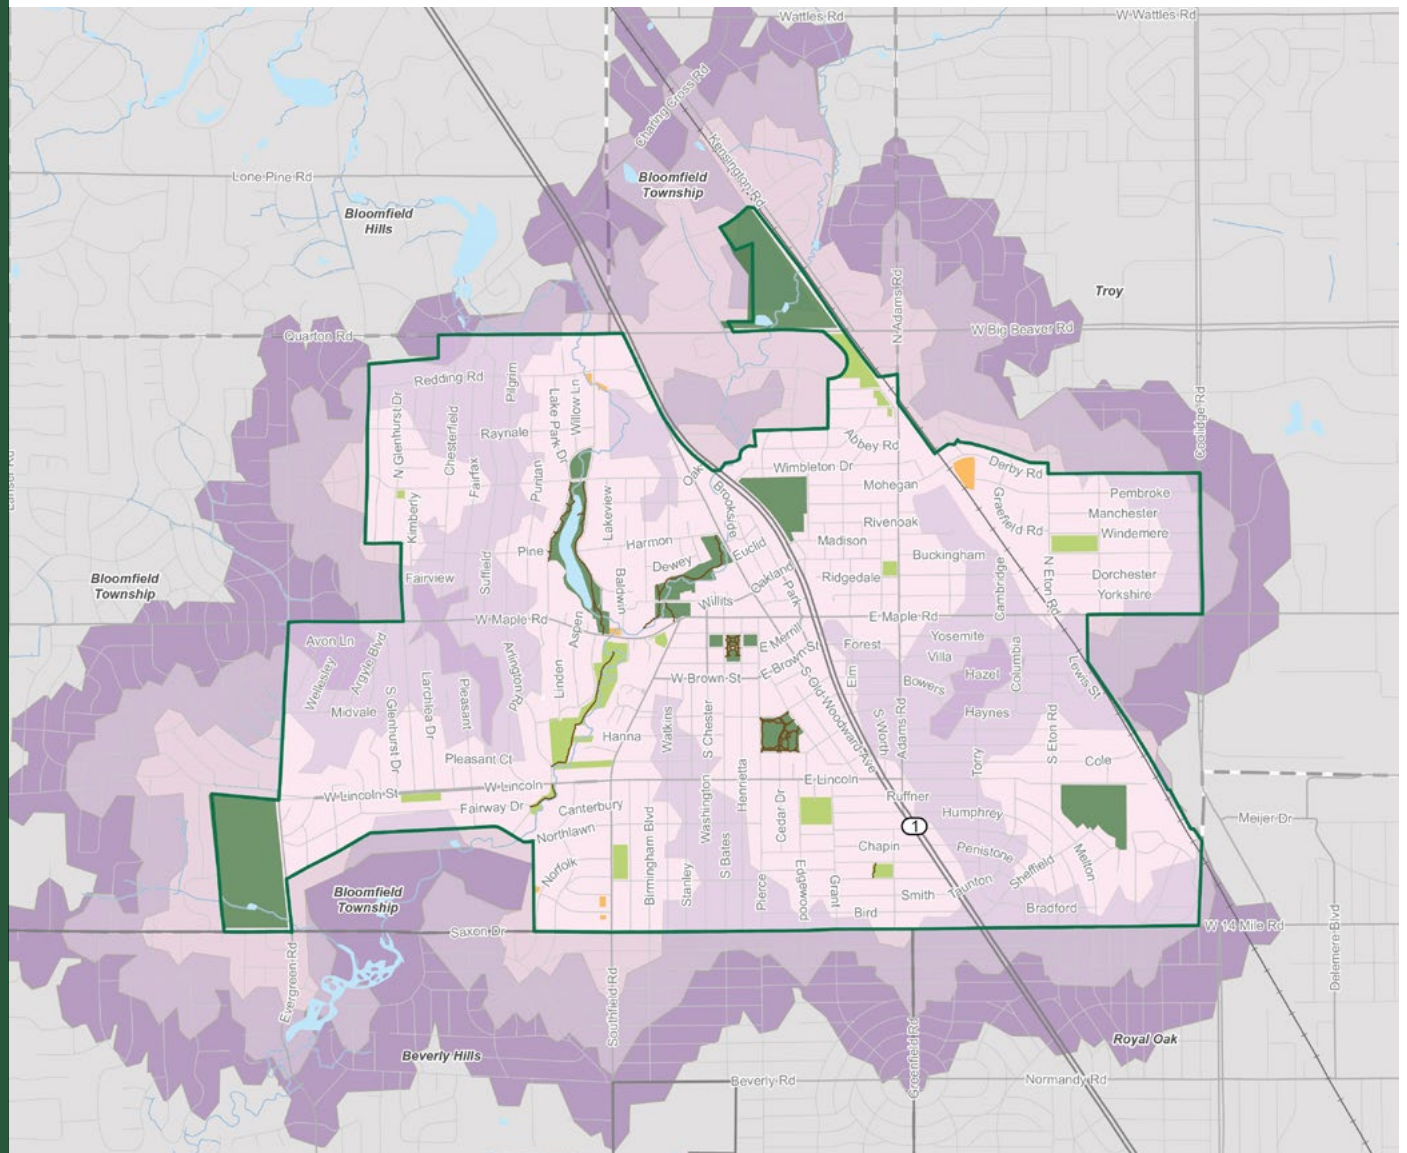 Wattles Rd
W Wattles Rd
Charing Cross Rd
Kensington Rd
Lone Pine Rd
Bloomfield
Township
Bloomfield
Hills
N Adams Rd
Troy
Quarton Rd
W Big Beaver Rd
Redding Rd
Pilgrim
Lake Park Dr
Willow Ln
N Glenhurst Dr
Chesterfield
Fairfax
Raynale
Coolidge Rd
Abbey Rd
Oak
Wimbleton Dr
Derby Rd
Puritan
Lakeview
Brookside
Mohegan
Graefield Rd
Pembroke
Manchester
Kimberly
Rivenoak
Windemere
Pine
Harmon
Euclid
Madison
Buckingham
Suffield
Dewey
Cambridge
N Eton Rd
Bloomfield
Township
Fairview
Baldwin
Oakland
Park
Ridgedale
Dorchester
Yorkshire
Willits
W Maple Rd
Aspen
E Maple Rd
Avon Ln
E Merrill
Forest
Yosemite
Villa
Columbia
Wellesley
Argyle Blvd
Arlington Rd
Linden
W Brown St
E Brown St
Elm
Hazel
Lewis St
S Glenhurst Dr
Larchlea Dr
Pleasant
Bowers
Midvale
S Old Woodward Ave
S Worth
Adams Rd
Haynes
Watkins
S Chester
Hanna
Torry
S Eton Rd
Pleasant Ct
Cole
W Lincoln St
W Lincoln
E Lincoln
Fairway Dr
Canterbury
Washington
Henrietta
Cedar Dr
Ruffner
Humphrey
Meijer Dr
1
Northlawn
Birmingham Blvd
Stanley
S Bates
Chapin
Penistone
Sheffield
Melton
Norfolk
Pierce
Edgewood
Grant
Bloomfield
Township
Smith
Taunton
Bird
Bradford
Saxon Dr
W 14 Mile Rd
Evergreen Rd
Southfield Rd
Delemere Blvd
Beverly Hills
Royal Oak
Greenfield Rd
Beverly Rd
Normandy Rd